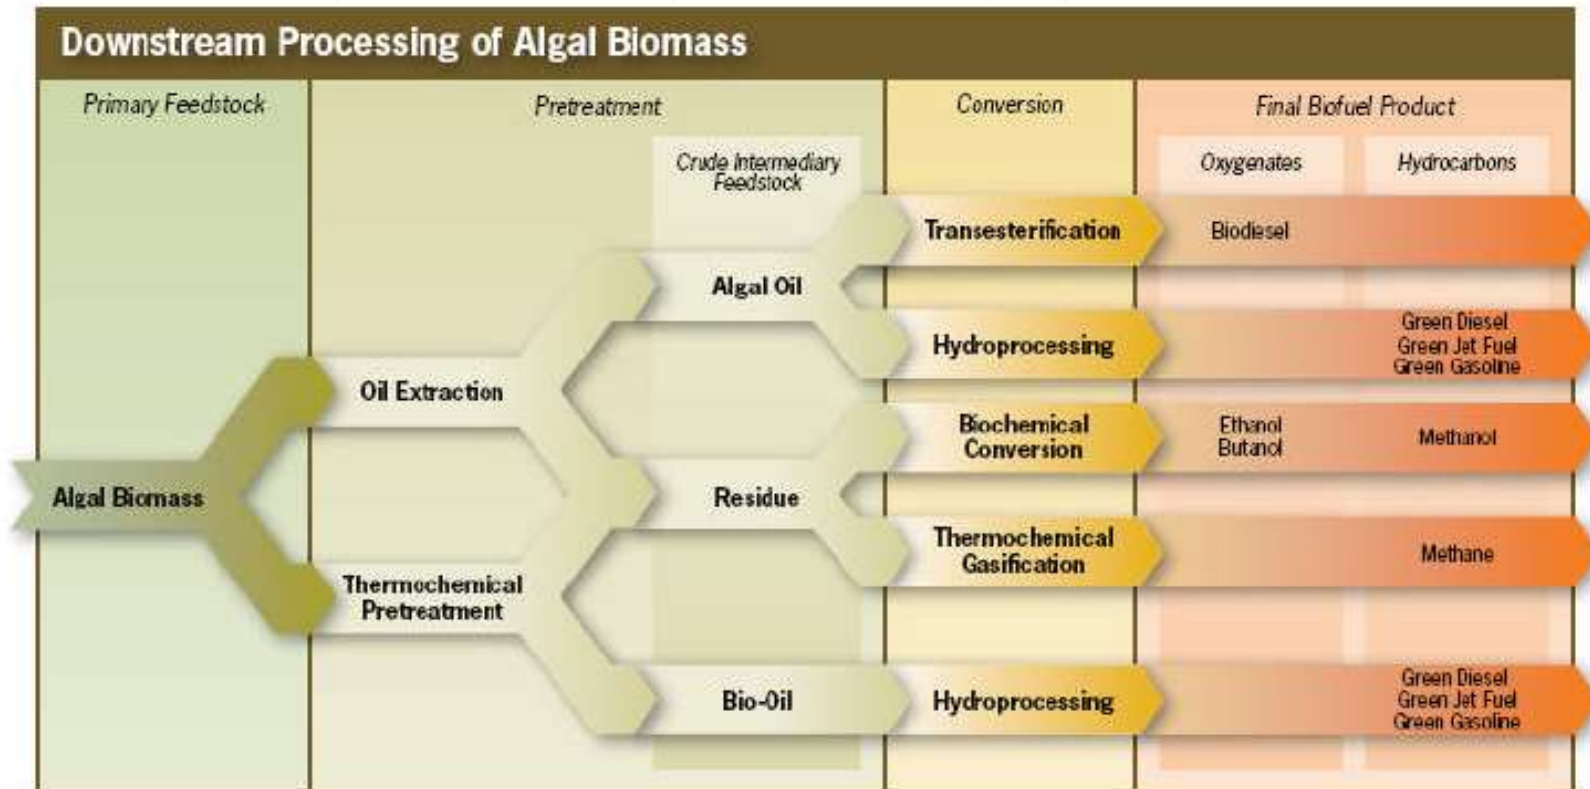 Downstream Processing of Algal Biomass
Primary Feedstock
Pretreatment
Conversion
Final Biofuel Product
Crude Intermediary
Feedstock
Oxygenates
Hydrocarbons
Algal Biomass
Oil Extraction
Thermochemical
Pretreatment
Algal Oil
Residue
Bio-Oil
Transesterification
Biodiesel
Hydroprocessing
Green Diesel
Green Jet Fuel
Green Gasoline
Biochemical
Conversion
Ethanol
Butanol
Methanol
Thermochemical
Gasification
Methane
Hydroprocessing
Green Diesel
Green Jet Fuel
Green Gasoline